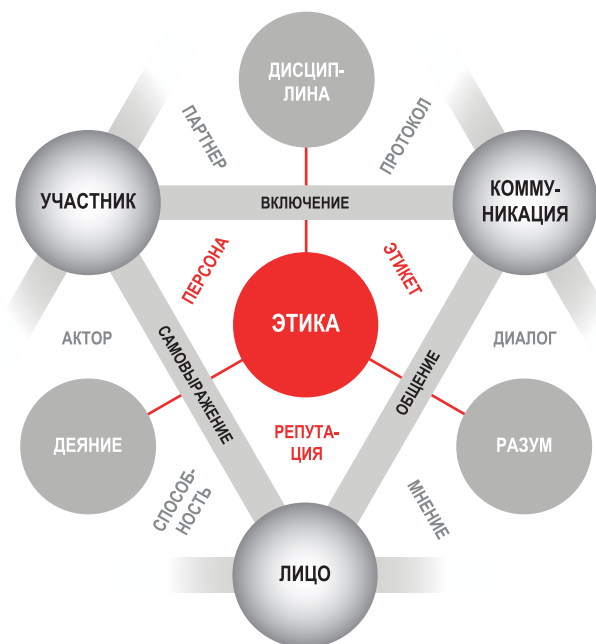 ДИСЦИП-
ЛИНА
ПАРТНЕР
ПРОТОКОЛ
УЧАСТНИК
ВКЛЮЧЕНИЕ
КОММУ-
НИКАЦИЯ
ПЕРСОНА
ЭТИКЕТ
ЭТИКА
АКТОР
САМОВЫРАЖЕНИЕ
ОБЩЕНИЕ
ДИАЛОГ
ДЕЯНИЕ
РЕПУТА-
ЦИЯ
РАЗУМ
СПОСОБ-
НОСТЬ
МНЕНИЕ
ЛИЦО